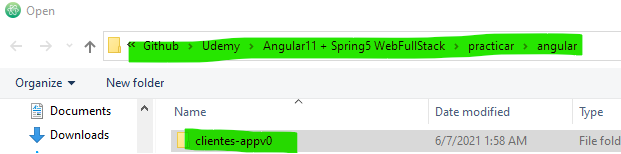 Open
« Github > Udemy > Angular11 + Spring5 WebFullStack > practicar > angular
Organize New folder
Name Date modified Type
Documents
Downloads
clientes-appv0 6/7/2021 1:58 AM File fold